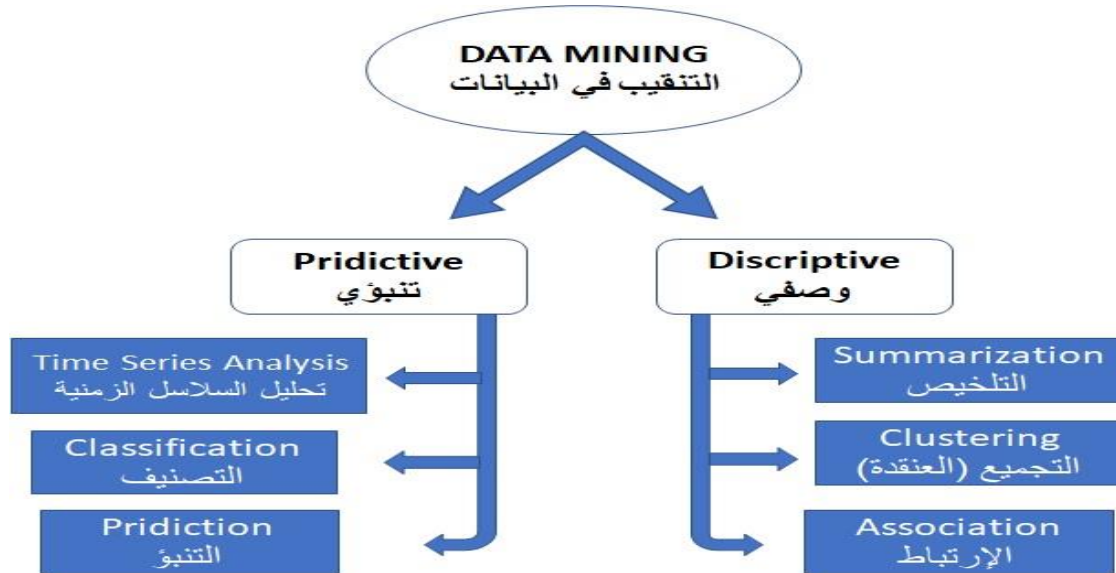 DATA MINING
التنقيب في البيانات
Pridictive
تنبؤي
Discriptive
وصفي
Time Series Analysis
تحليل السلاسل الزمنية
Classification
التصنيف
Pridiction
التنبؤ
Summarization
التلخيص
Clustering
التجميع (العنقدة)
Association
الإرتباط